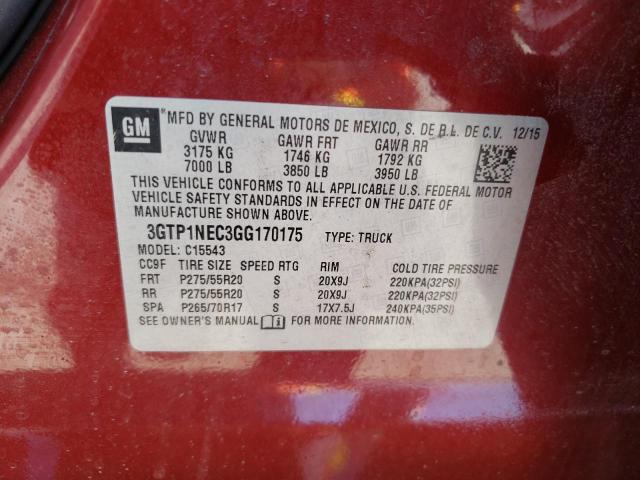 GM
MFD BY GENERAL MOTORS DE MEXICO, S. DE R.L. DE C.V. 12/15
GVWR GAWR FRT GAWR RR
3175 KG 1746 KG 1792 KG
7000 LB 3850 LB 3950 LB
THIS VEHICLE CONFORMS TO ALL APPLICABLE U.S. FEDERAL MOTOR
VEHICLE SAFETY STANDARDS IN EFFECT ON THE DATE OF
MANUFACTURE SHOWN ABOVE.
3GTP1NEC3GG170175 TYPE: TRUCK
MODEL: C15543
CC9F TIRE SIZE SPEED RTG RIM COLD TIRE PRESSURE
FRT P275/55R20 S 20X9J 220KPA(32PSI)
RR P275/55R20 S 20X9J 220KPA(32PSI)
SPA P265/70R17 S 17X7.5J 240KPA(35PSI)
SEE OWNER'S MANUAL FOR MORE INFORMATION.